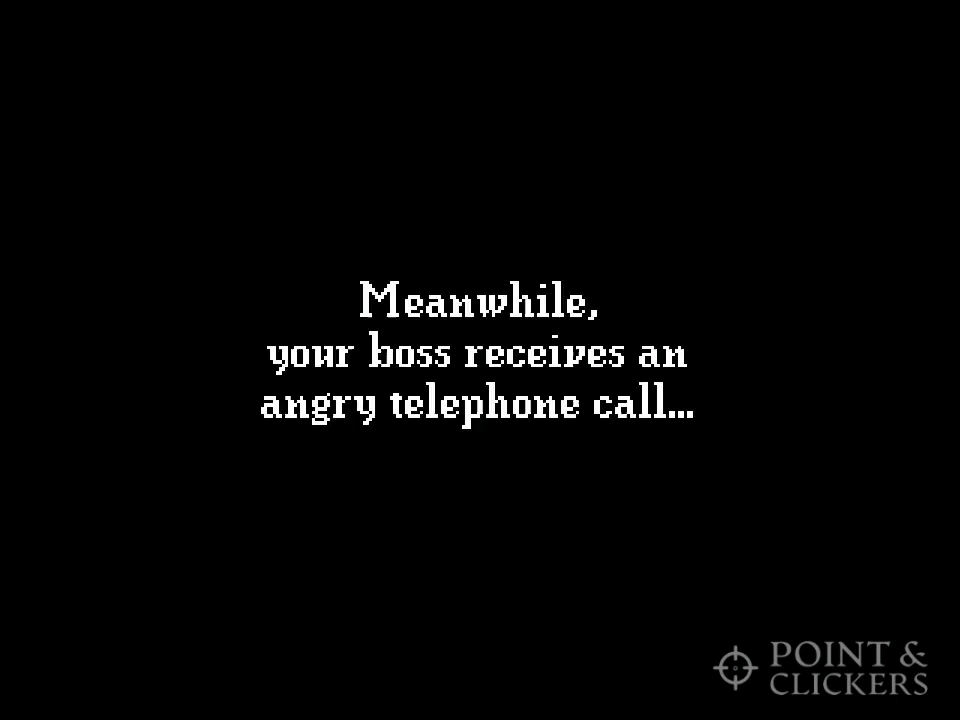 Meanwhile,
your boss receives an
angry telephone call...
POINT &
CLICKERS